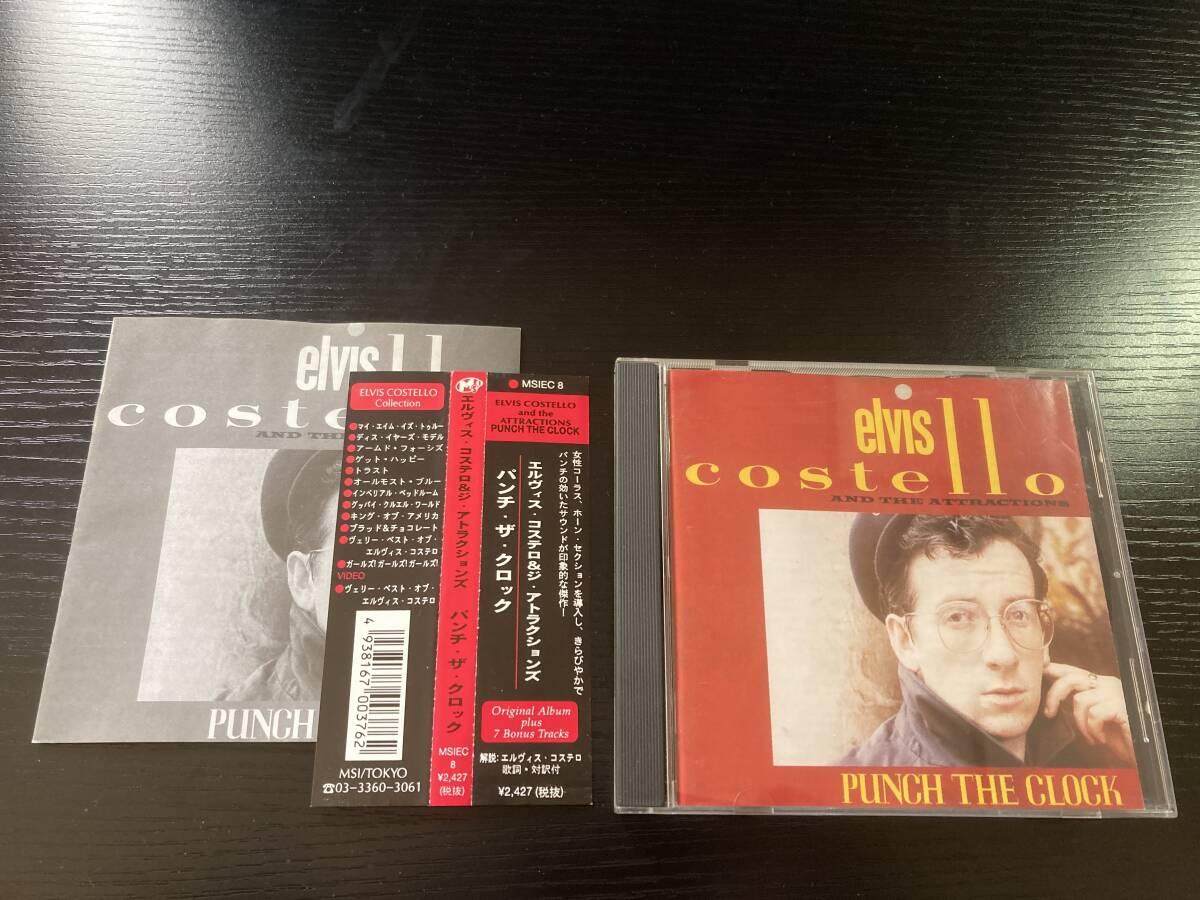 elvis
costello
AND THE
PUNCH
ELVIS COSTELLO
Collection
●マイ・エイム・イズ・トゥルー
●ディス・イヤーズ・モデル
●アームド・フォーシズ
●ゲット・ハッピー
●トラスト
●オールモスト・ブルー
●インペリアル・ベッドルーム
●グッバイ・クルエル・ワールド
●キング・オブ・アメリカ
●ブラッド&チョコレート
●ヴェリー・ベスト・オブ・
エルヴィス・コステロ
●ガールズ!ガールズ!ガールズ!
VIDEO
●ヴェリー・ベスト・オブ・
エルヴィス・コステロ
4 938167 003762
MSI/TOKYO
☎03-3360-3061
エルヴィス・コステロ&ジ・アトラクションズ パンチ・ザ・クロック
MSIEC
8
¥2,427
(税抜)
● MSIEC 8
ELVIS COSTELLO
and the
ATTRACTIONS
PUNCH THE CLOCK
女性コーラス、ホーン・セクションを導入し、きらびやかで
パンチの効いたサウンドが印象的な傑作!
エルヴィス・コステロ&ジ・アトラクションズ
パンチ・ザ・クロック
Original Album
plus
7 Bonus Tracks
解説:エルヴィス・コステロ
歌詞・対訳付
¥2,427 (税抜)
elvis
costello
AND THE ATTRACTIONS
PUNCH THE CLOCK